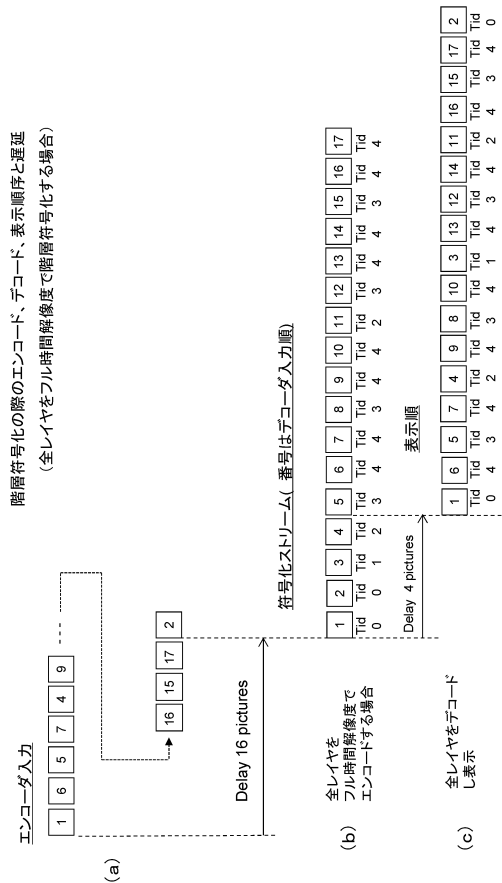 階層符号化の際のエンコード、デコード、表示順序と遅延
（全レイヤをフル時間解像度で階層符号化する場合）
エンコーダ入力
(a)
1 6 5 7 4 9
16 15 17 2
Delay 16 pictures
符号化ストリーム( 番号はデコーダ入力順)
(b)
全レイヤを
フル時間解像度で
エンコードする場合
1 2 3 4 5 6 7 8 9 10 11 12 13 14 15 16 17
Tid Tid Tid Tid Tid Tid Tid Tid Tid Tid Tid Tid Tid Tid Tid Tid Tid
0 0 1 2 3 4 4 3 4 4 2 3 4 4 3 4 4
Delay 4 pictures
表示順
(c)
全レイヤをデコード
し表示
1 6 5 7 4 9 8 10 3 13 12 14 11 16 15 17 2
Tid Tid Tid Tid Tid Tid Tid Tid Tid Tid Tid Tid Tid Tid Tid Tid Tid
0 4 3 4 2 4 3 4 1 4 3 4 2 4 3 4 0